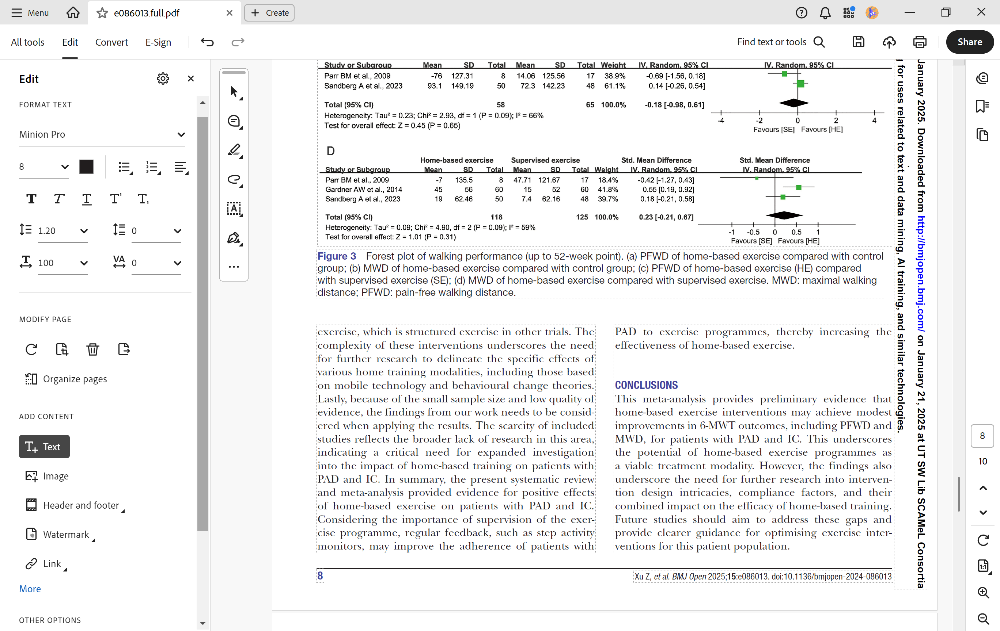 Menu
e086013.full.pdf
Create
All tools
Edit
Convert
E-Sign
Find text or tools
Share
Edit
FORMAT TEXT
Minion Pro
8
T T T T¹ T₁
1.20 0
100 VA 0
MODIFY PAGE
Organize pages
ADD CONTENT
Text
Image
Header and footer
Watermark
Link
More
OTHER OPTIONS
Study or Subgroup Mean SD Total Mean SD Total Weight IV, Random, 95% CI IV, Random, 95% CI
Parr BM et al., 2009 -76 127.31 8 14.06 125.56 17 38.9% -0.69 [-1.56, 0.18]
Sandberg A et al., 2023 93.1 149.19 50 72.3 142.23 48 61.1% 0.14 [-0.26, 0.54]
Total (95% CI) 58 65 100.0% -0.18 [-0.98, 0.61]
Heterogeneity: Tau² = 0.23; Chi² = 2.93, df = 1 (P = 0.09); I² = 66%
Test for overall effect: Z = 0.45 (P = 0.65)
-4 -2 0 2 4
Favours [SE] Favours [HE]
D
Home-based exercise Supervised exercise Std. Mean Difference Std. Mean Difference
Study or Subgroup Mean SD Total Mean SD Total Weight IV, Random, 95% CI IV, Random, 95% CI
Parr BM et al., 2009 -7 135.5 8 47.71 121.67 17 18.4% -0.42 [-1.27, 0.43]
Gardner AW et al., 2014 45 56 60 15 52 60 41.8% 0.55 [0.19, 0.92]
Sandberg A et al., 2023 19 62.46 50 7.4 62.16 48 39.7% 0.18 [-0.21, 0.58]
Total (95% CI) 118 125 100.0% 0.23 [-0.21, 0.67]
Heterogeneity: Tau² = 0.09; Chi² = 4.90, df = 2 (P = 0.09); I² = 59%
Test for overall effect: Z = 1.01 (P = 0.31)
-1 -0.5 0 0.5 1
Favours [SE] Favours [HE]
Figure 3 Forest plot of walking performance (up to 52-week point). (a) PFWD of home-based exercise compared with control
group; (b) MWD of home-based exercise compared with control group; (c) PFWD of home-based exercise (HE) compared
with supervised exercise (SE); (d) MWD of home-based exercise compared with supervised exercise. MWD: maximal walking
distance; PFWD: pain-free walking distance.
exercise, which is structured exercise in other trials. The
complexity of these interventions underscores the need
for further research to delineate the specific effects of
various home training modalities, including those based
on mobile technology and behavioural change theories.
Lastly, because of the small sample size and low quality of
evidence, the findings from our work needs to be consid-
ered when applying the results. The scarcity of included
studies reflects the broader lack of research in this area,
indicating a critical need for expanded investigation
into the impact of home-based training on patients with
PAD and IC. In summary, the present systematic review
and meta-analysis provided evidence for positive effects
of home-based exercise on patients with PAD and IC.
Considering the importance of supervision of the exer-
cise programme, regular feedback, such as step activity
monitors, may improve the adherence of patients with
PAD to exercise programmes, thereby increasing the
effectiveness of home-based exercise.
CONCLUSIONS
This meta-analysis provides preliminary evidence that
home-based exercise interventions may achieve modest
improvements in 6-MWT outcomes, including PFWD and
MWD, for patients with PAD and IC. This underscores
the potential of home-based exercise programmes as
a viable treatment modality. However, the findings also
underscore the need for further research into interven-
tion design intricacies, compliance factors, and their
combined impact on the efficacy of home-based training.
Future studies should aim to address these gaps and
provide clearer guidance for optimising exercise inter-
ventions for this patient population.
8
Xu Z, et al. BMJ Open 2025;15:e086013. doi:10.1136/bmjopen-2024-086013
January 2025. Downloaded from http://bmjopen.bmj.com/ on January 21, 2025 at UT SW Lib SCAMeL Consortia
for uses related to text and data mining, AI training, and similar technologies.
8
10
1:1